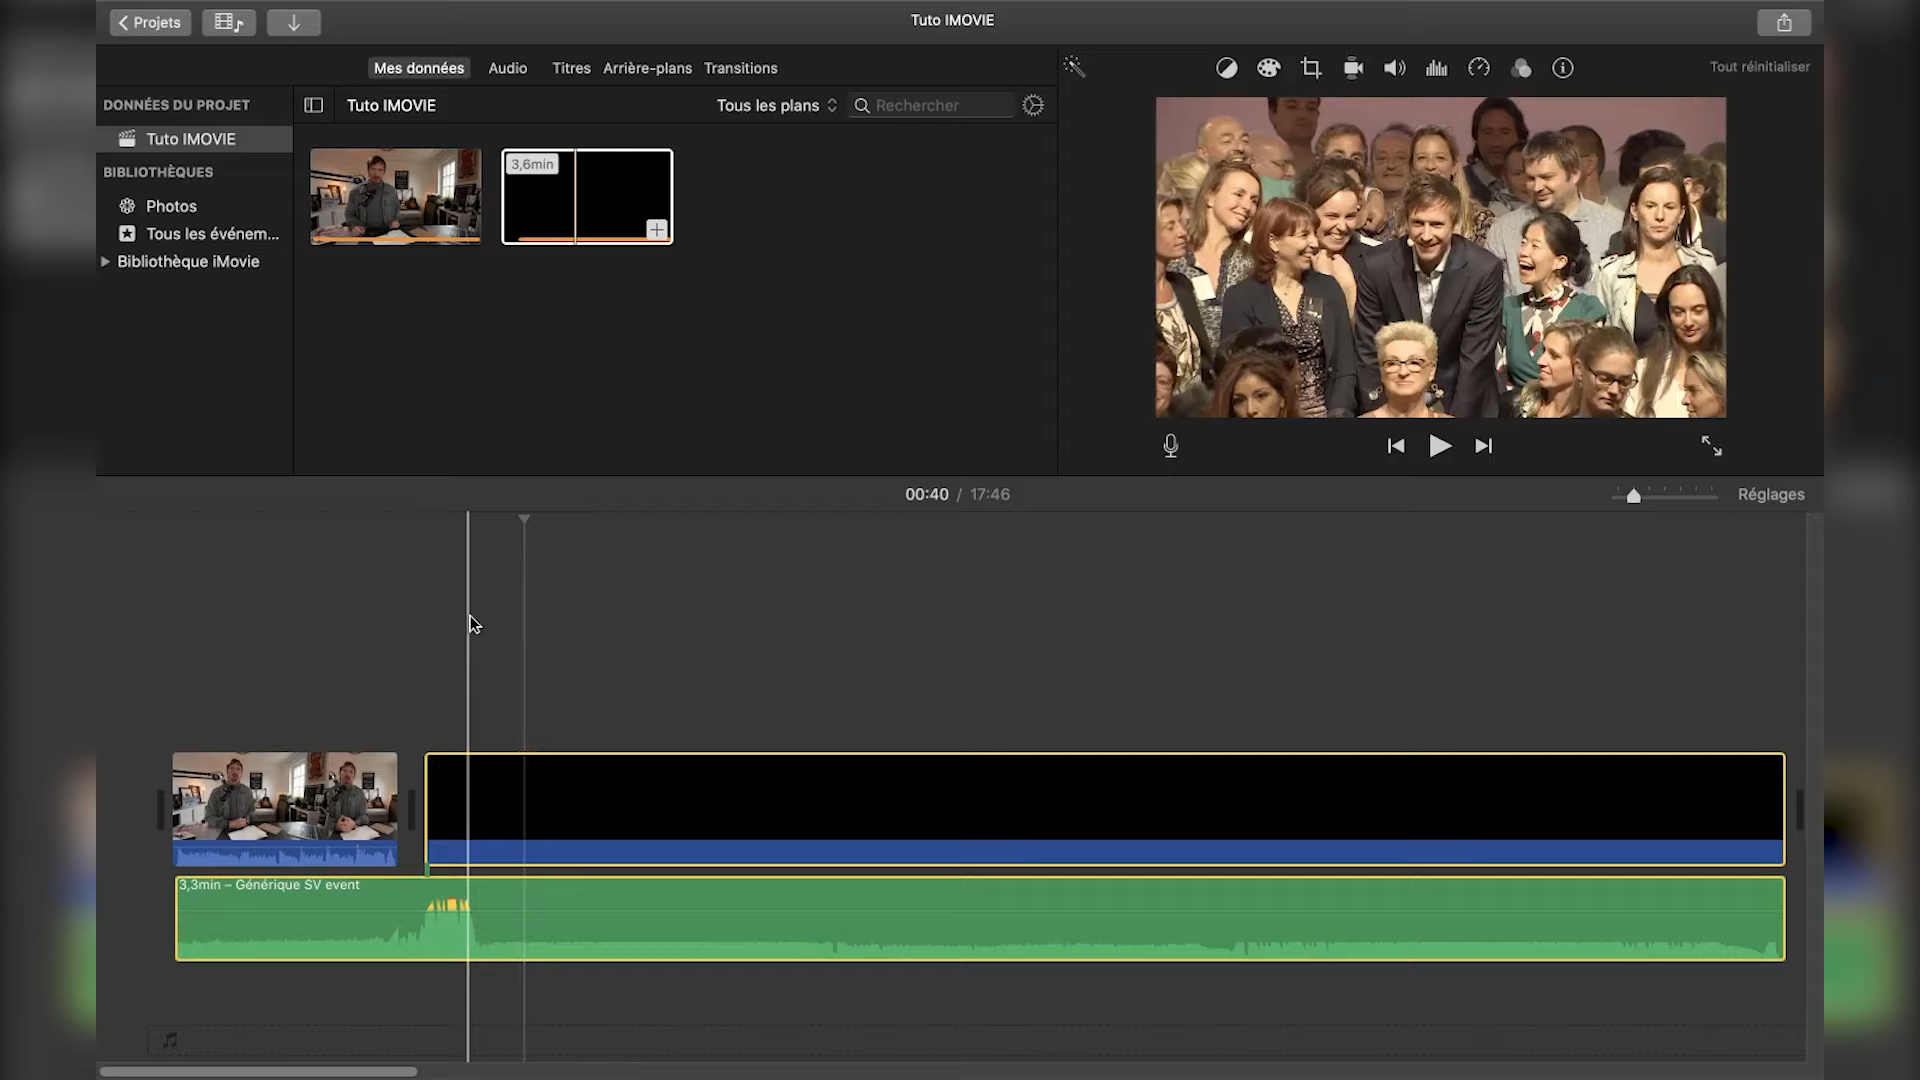 Projets
Tuto IMOVIE
Mes données
Audio
Titres
Arrière-plans
Transitions
Tout réinitialiser
DONNÉES DU PROJET
Tuto IMOVIE
Tous les plans
Rechercher
Tuto IMOVIE
BIBLIOTHÈQUES
3,6min
Photos
Tous les événem...
Bibliothèque iMovie
00:40 / 17:46
Réglages
3,3min – Générique SV event